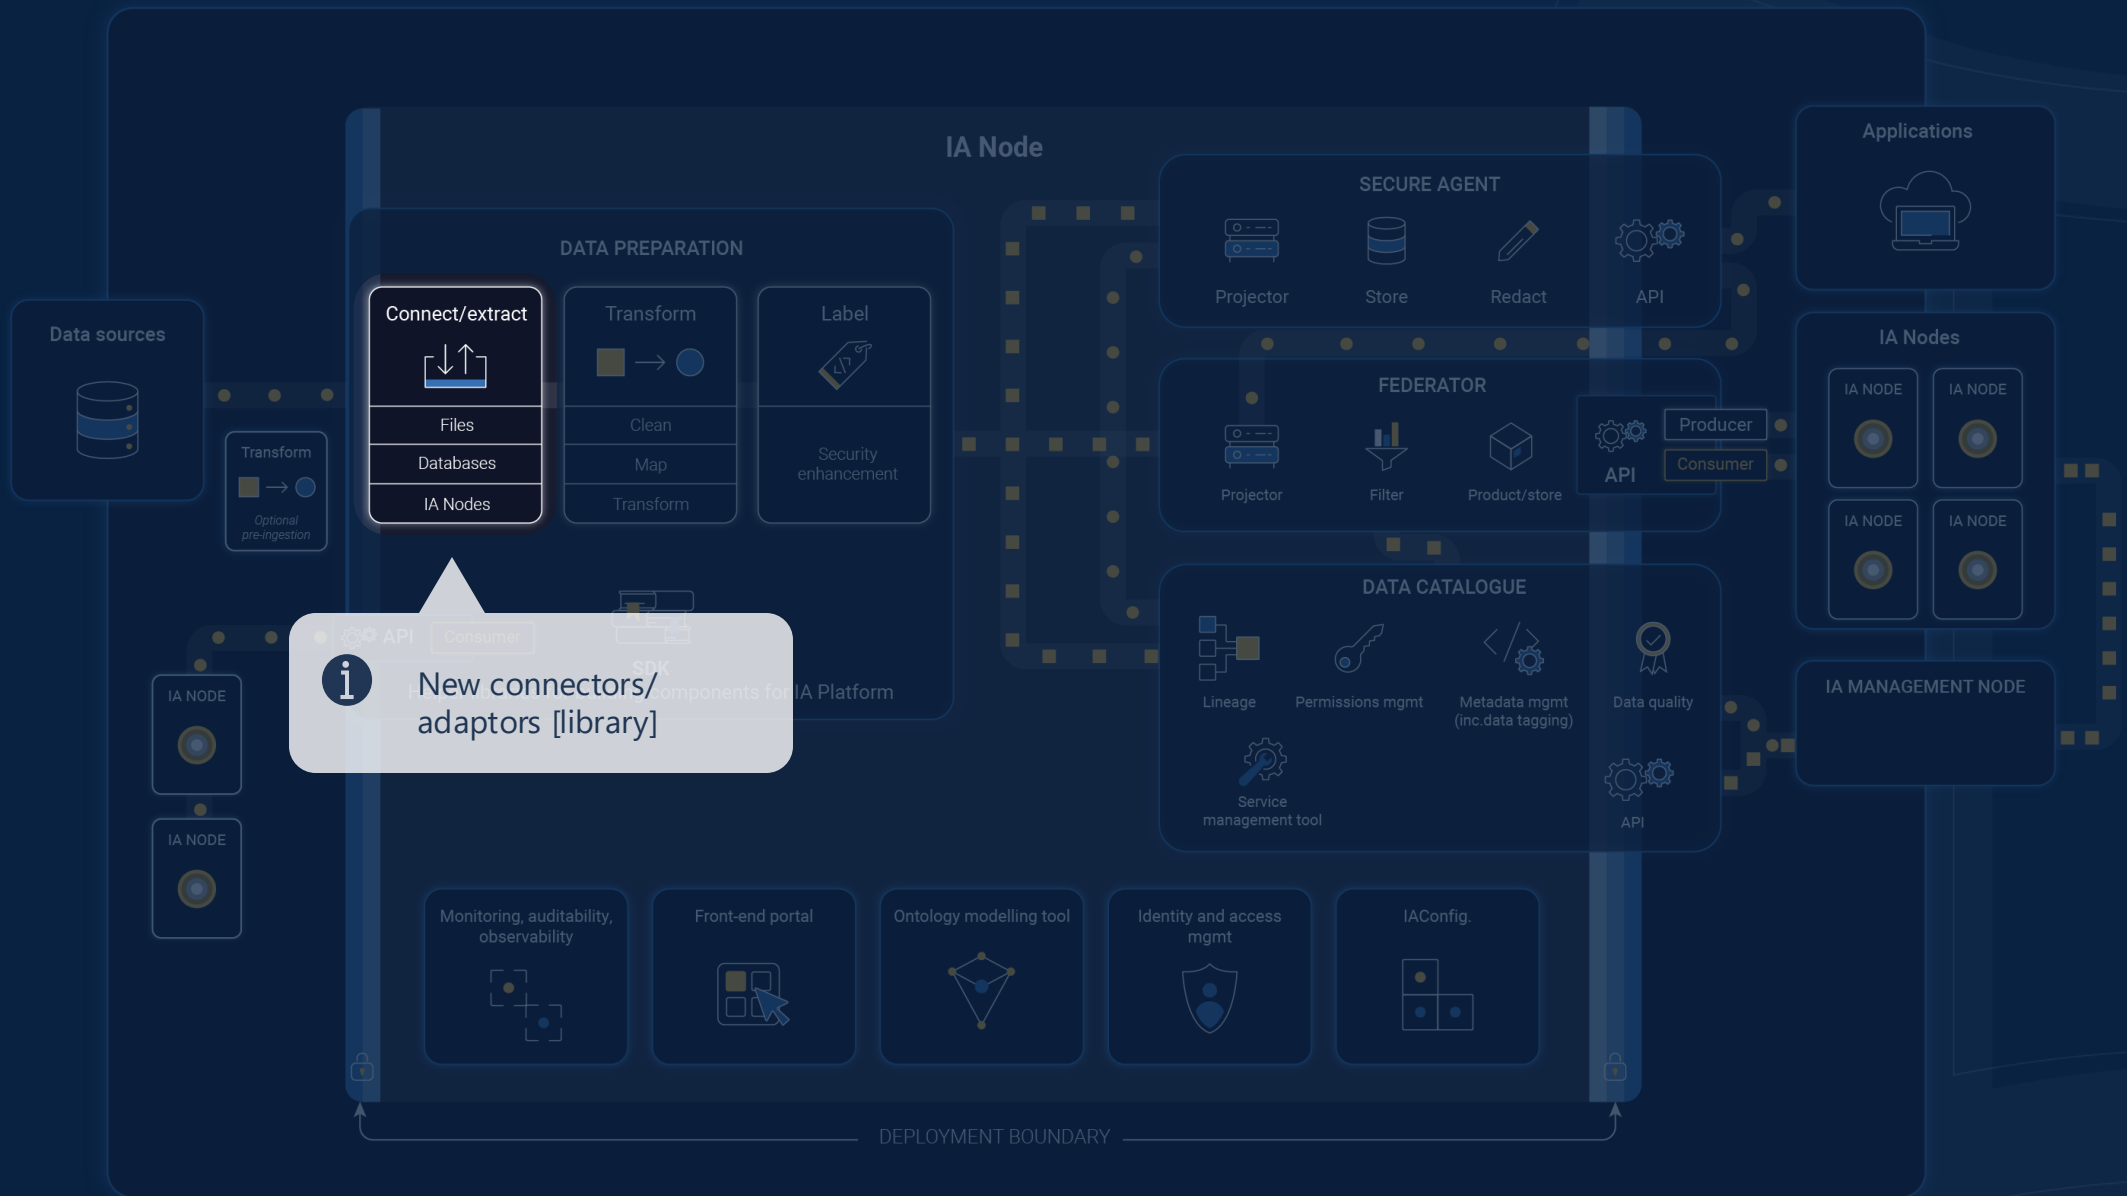 IA Node
Applications
SECURE AGENT
Projector
Store
Redact
API
DATA PREPARATION
Connect/extract
Files
Databases
IA Nodes
Transform
Clean
Map
Transform
Label
Security
enhancement
Data sources
Transform
Optional
pre-ingestion
IA Nodes
IA NODE
IA NODE
IA NODE
IA NODE
FEDERATOR
Projector
Filter
Product/store
API
Producer
Consumer
DATA CATALOGUE
Lineage
Permissions mgmt
Metadata mgmt
(inc.data tagging)
Data quality
Service
management tool
API
IA MANAGEMENT NODE
API
Consumer
SDK
components for IA Platform
New connectors/
adaptors [library]
IA NODE
IA NODE
Monitoring, auditability,
observability
Front-end portal
Ontology modelling tool
Identity and access
mgmt
IAConfig.
DEPLOYMENT BOUNDARY